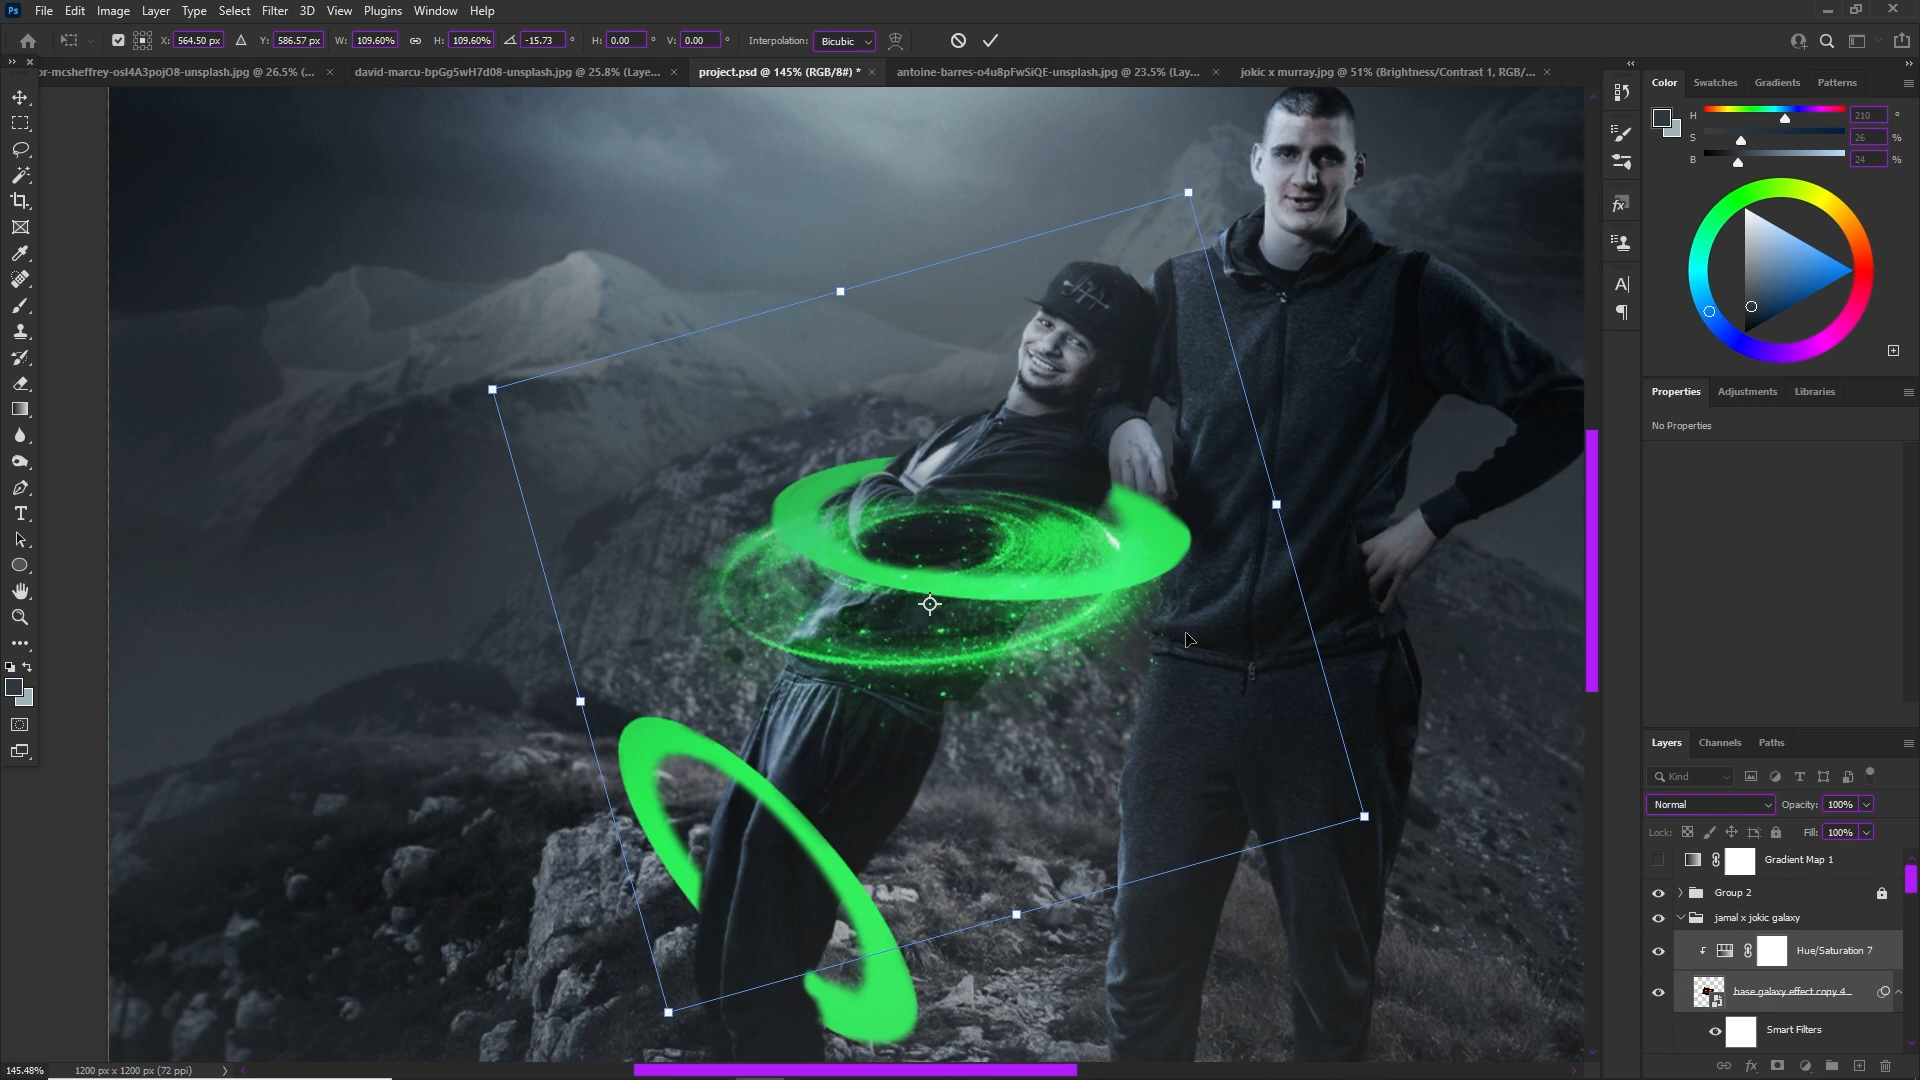 Ps File Edit Image Layer Type Select Filter 3D View Plugins Window Help
X: 564.50 px Y: 586.57 px W: 109.60% H: 109.60% -15.73 ° H: 0.00 ° V: 0.00 ° Interpolation: Bicubic
or-mcsheffrey-osI4A3pojO8-unsplash.jpg @ 26.5% (... × david-marcu-bpGg5wH7d08-unsplash.jpg @ 25.8% (Laye... × project.psd @ 145% (RGB/8#) * × antoine-barres-o4u8pFwSiQE-unsplash.jpg @ 23.5% (Lay... × jokic x murray.jpg @ 51% (Brightness/Contrast 1, RGB/... ×
Color Swatches Gradients Patterns
H 210 °
S 26 %
B 24 %
Properties Adjustments Libraries
No Properties
Layers Channels Paths
Kind
Normal Opacity: 100%
Lock: Fill: 100%
Gradient Map 1
Group 2
jamal x jokic galaxy
Hue/Saturation 7
base galaxy effect copy 4
Smart Filters
145.48% 1200 px x 1200 px (72 ppi)